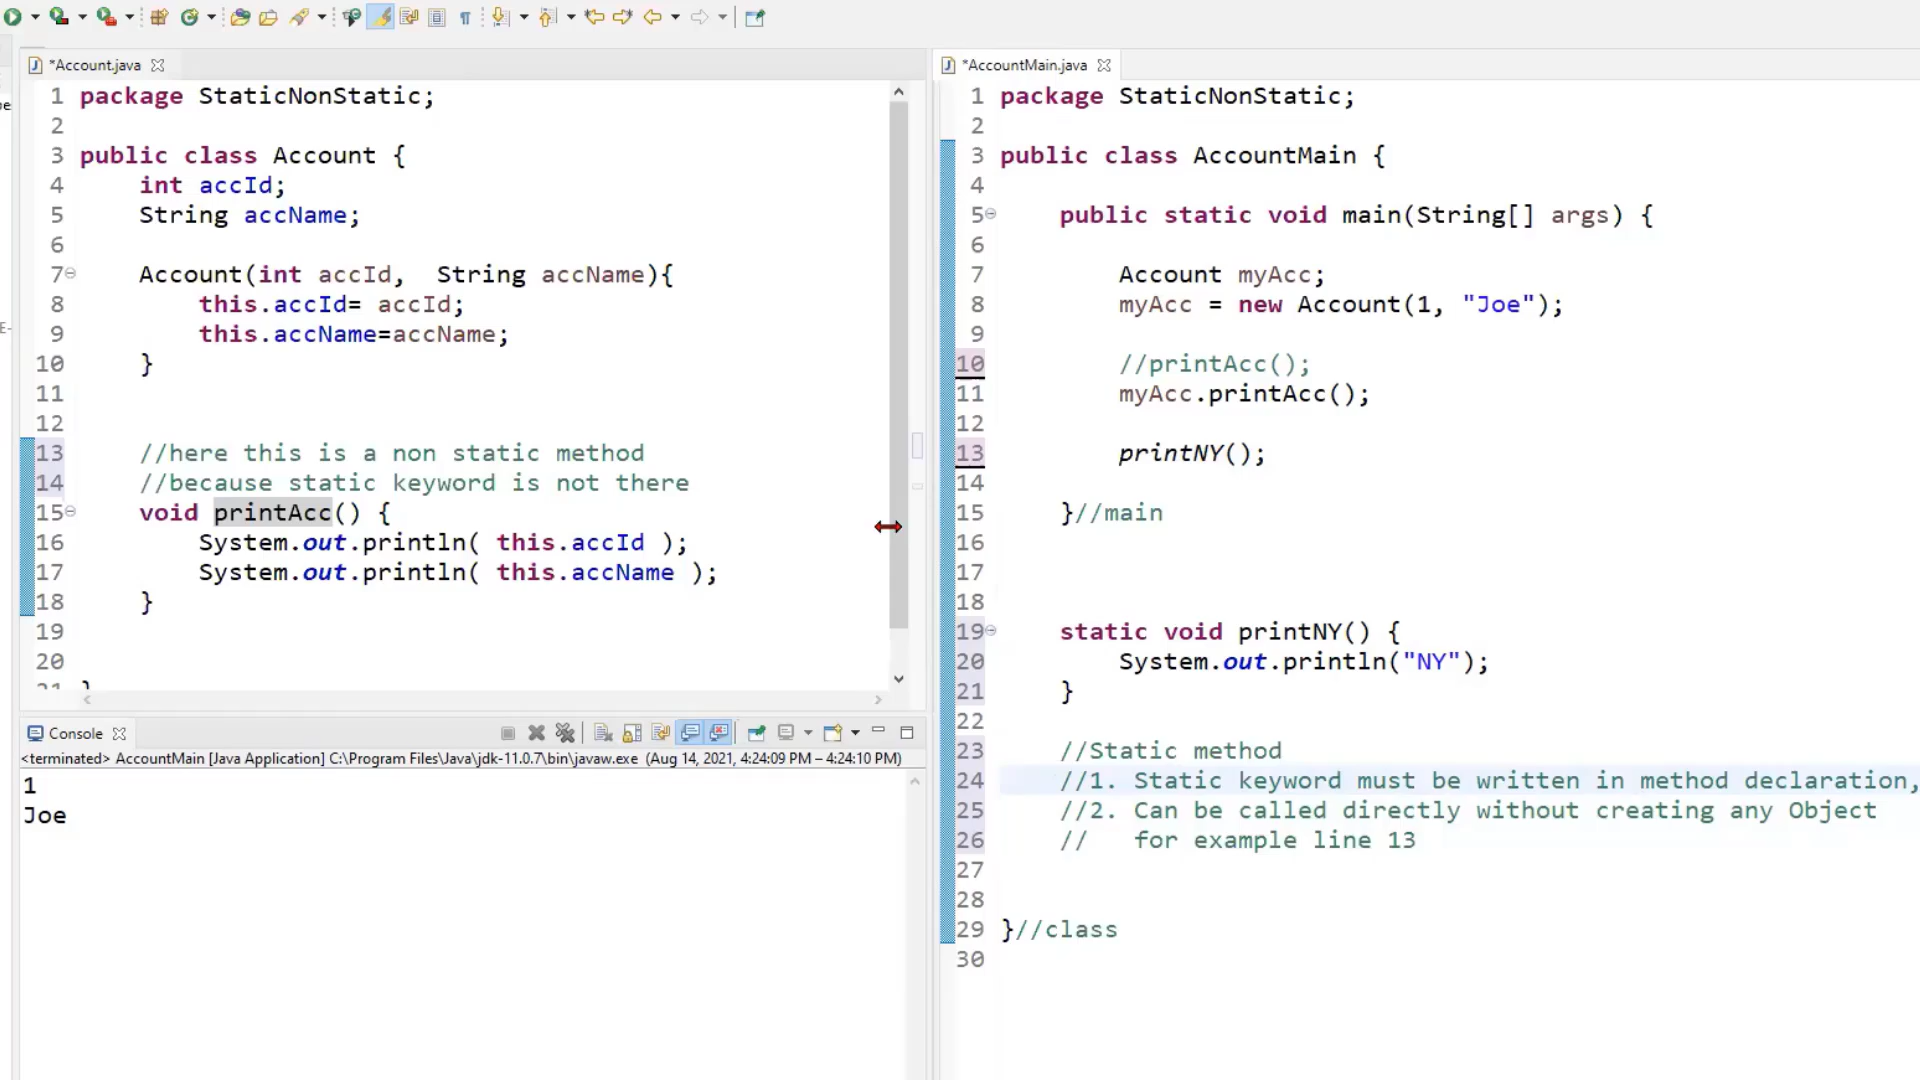 *Account.java
1 package StaticNonStatic;
2
3 public class Account {
4     int accId;
5     String accName;
6
7     Account(int accId,  String accName){
8         this.accId= accId;
9         this.accName=accName;
10     }
11
12
13     //here this is a non static method
14     //because static keyword is not there
15     void printAcc() {
16         System.out.println( this.accId );
17         System.out.println( this.accName );
18     }
19
20
Console
<terminated> AccountMain [Java Application] C:\Program Files\Java\jdk-11.0.7\bin\javaw.exe (Aug 14, 2021, 4:24:09 PM – 4:24:10 PM)
1
Joe
*AccountMain.java
1 package StaticNonStatic;
2
3 public class AccountMain {
4
5     public static void main(String[] args) {
6
7         Account myAcc;
8         myAcc = new Account(1, "Joe");
9
10         //printAcc();
11         myAcc.printAcc();
12
13         printNY();
14
15     }//main
16
17
18
19     static void printNY() {
20         System.out.println("NY");
21     }
22
23     //Static method
24     //1. Static keyword must be written in method declaration,
25     //2. Can be called directly without creating any Object
26     //   for example line 13
27
28
29 }//class
30